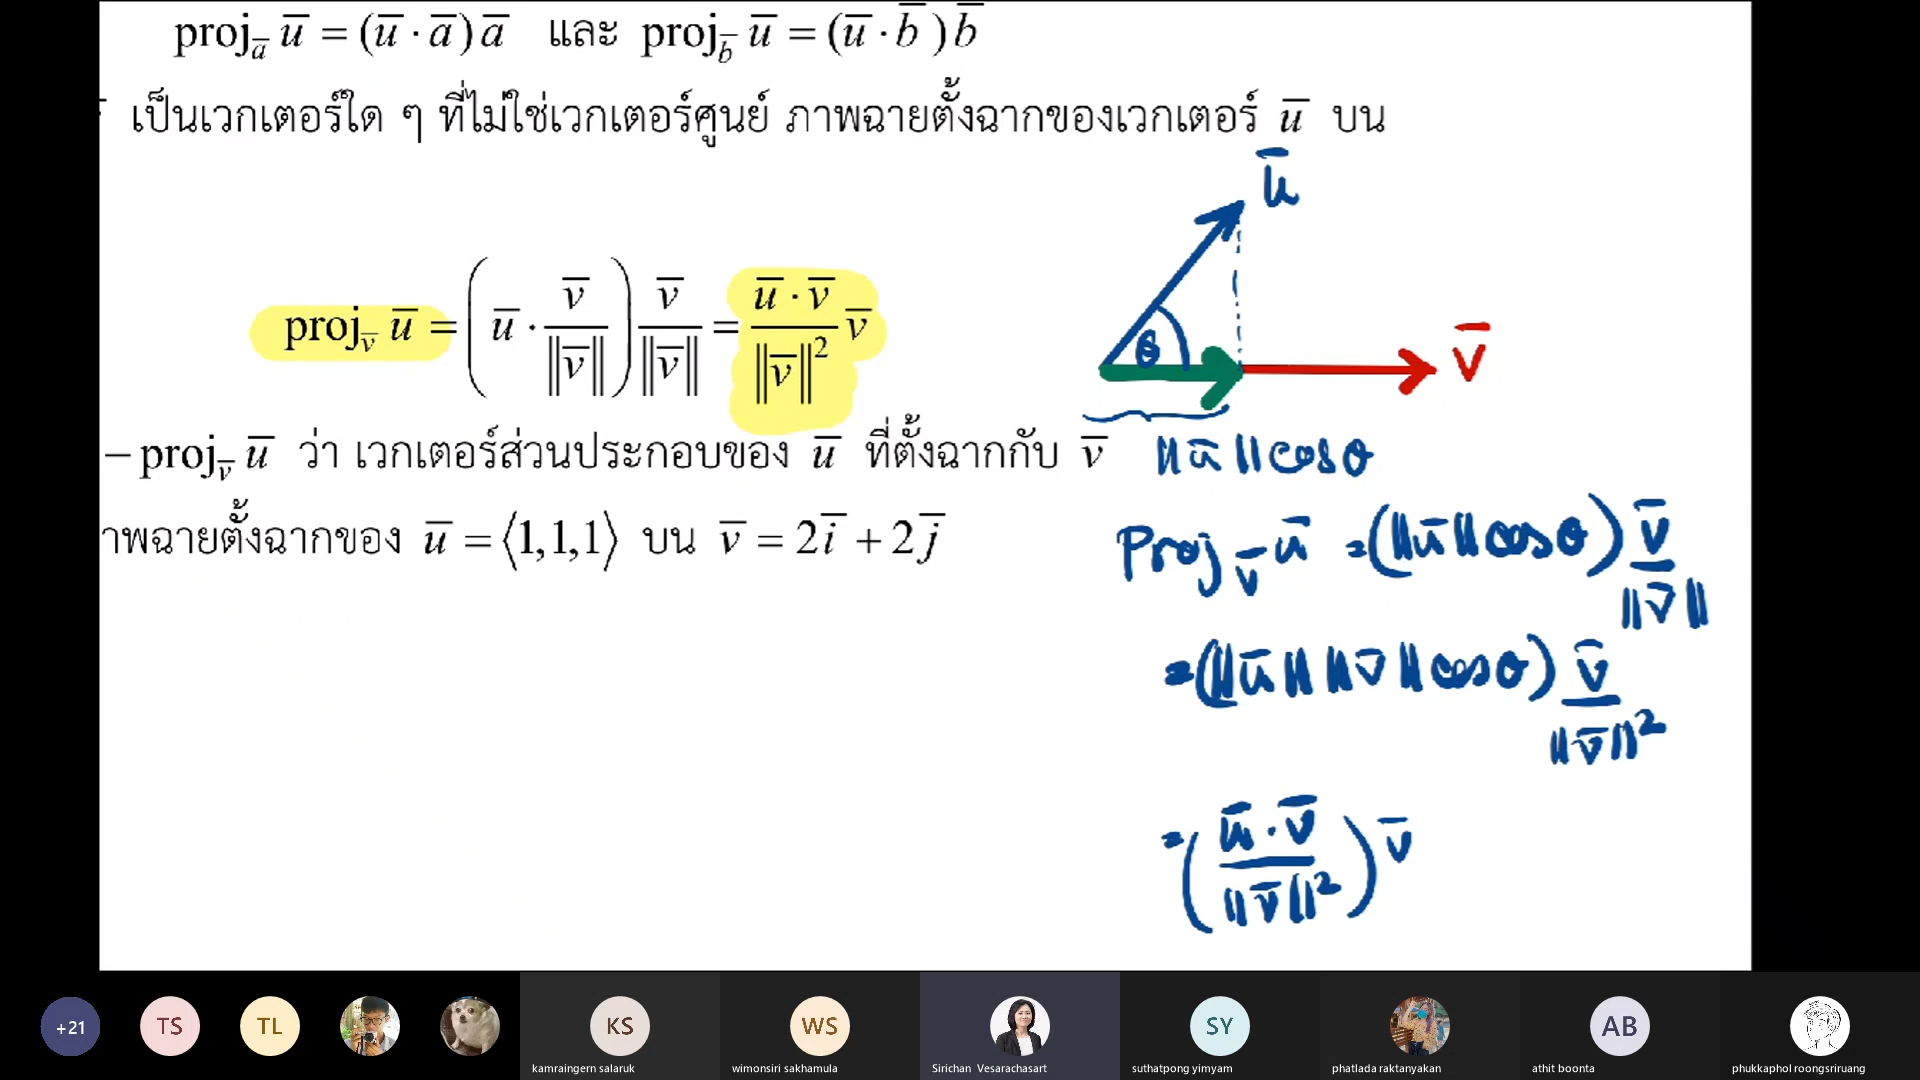 proj_a̅ u̅ = (u̅ · a̅) a̅ และ proj_b̅ u̅ = (u̅ · b̅) b̅
เป็นเวกเตอร์ใด ๆ ที่ไม่ใช่เวกเตอร์ศูนย์ ภาพฉายตั้งฉากของเวกเตอร์ u̅ บน
u̅
proj_v̅ u̅ = (u̅ · v̅/‖v̅‖) v̅/‖v̅‖ = (u̅ · v̅)/‖v̅‖² v̅
θ
v̅
– proj_v̅ u̅ ว่า เวกเตอร์ส่วนประกอบของ u̅ ที่ตั้งฉากกับ v̅
‖u̅‖cosθ
าพฉายตั้งฉากของ u̅ = ⟨1,1,1⟩ บน v̅ = 2i̅ + 2j̅
Proj_v̅ u̅ = (‖u̅‖cosθ) v̅/‖v̅‖
= (‖u̅‖ ‖v̅‖cosθ) v̅/‖v̅‖²
= (u̅ · v̅/‖v̅‖²) v̅
+21 TS TL KS WS SY AB
kamraingern salaruk
wimonsiri sakhamula
Sirichan Vesarachasart
suthatpong yimyam
phatlada raktanyakan
athit boonta
phukkaphol roongsriruang